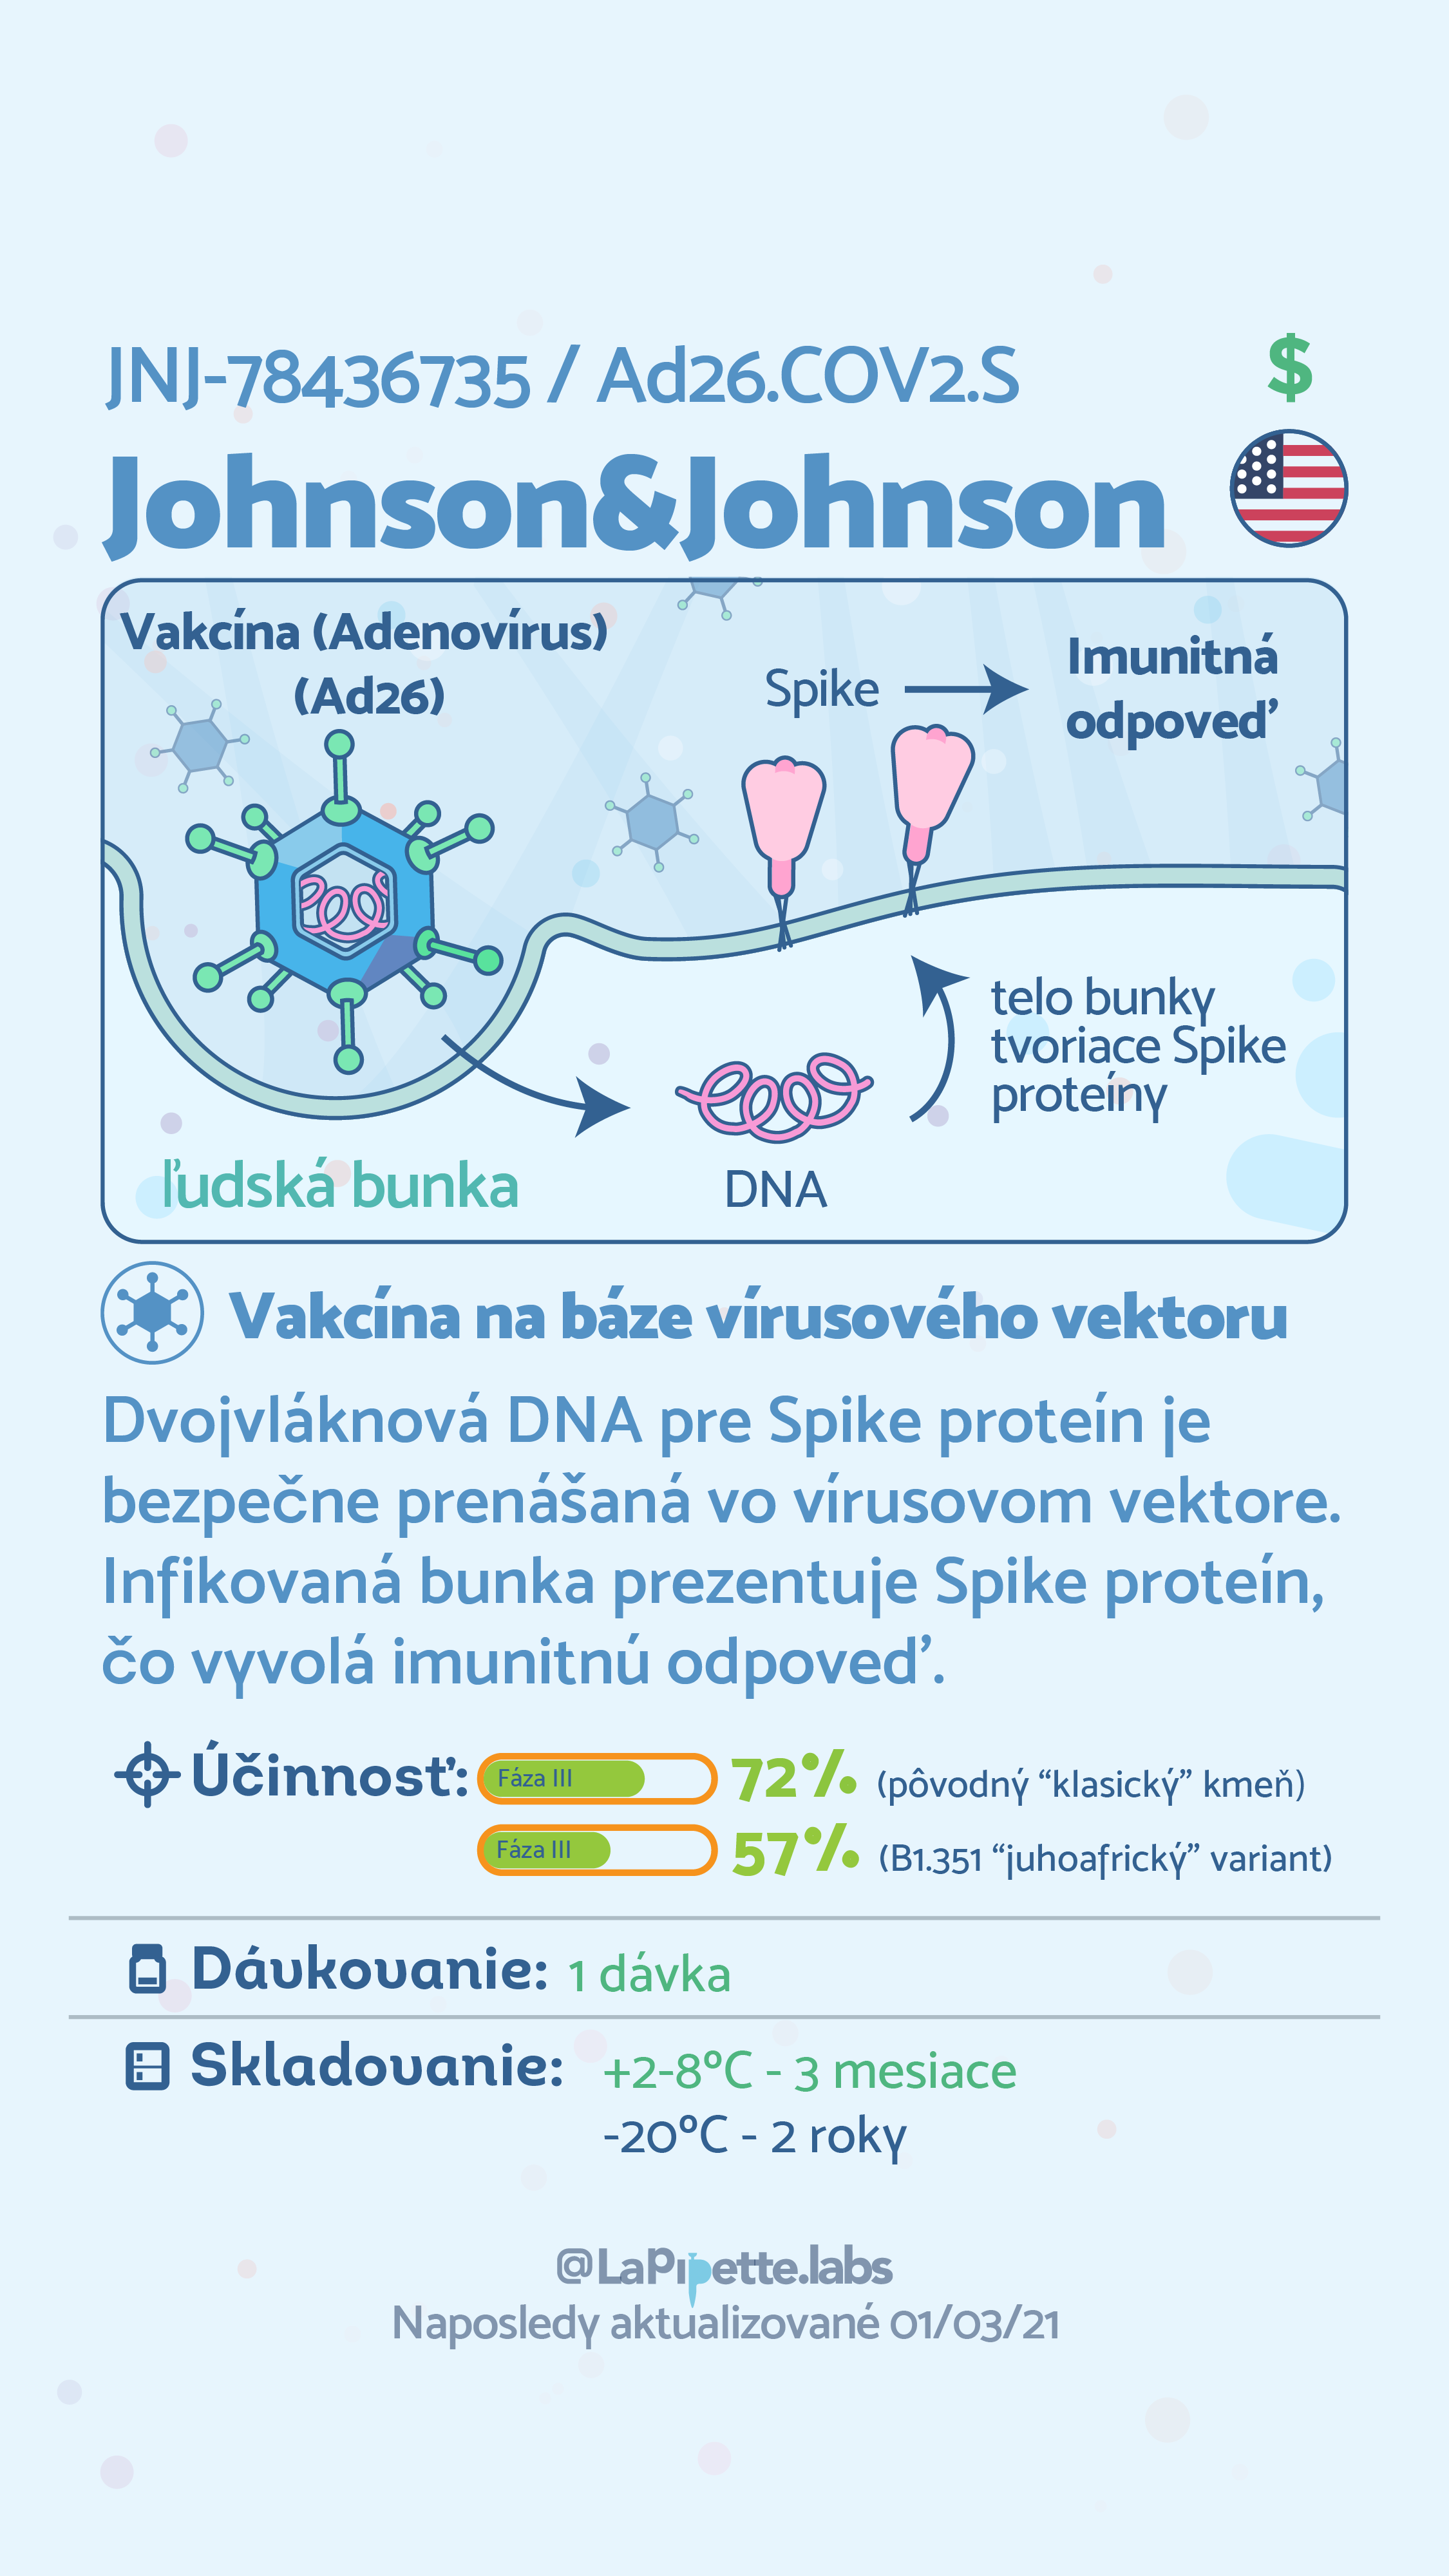 JNJ-78436735 / Ad26.COV2.S
$
Johnson&Johnson
Vakcína (Adenovírus)
(Ad26)
Spike
Imunitná
odpoveď
telo bunky
tvoriace Spike
proteíny
ľudská bunka
DNA
Vakcína na báze vírusového vektoru
Dvojvláknová DNA pre Spike proteín je
bezpečne prenášaná vo vírusovom vektore.
Infikovaná bunka prezentuje Spike proteín,
čo vyvolá imunitnú odpoveď.
Účinnosť: Fáza III 72% (pôvodný “klasický” kmeň)
Fáza III 57% (B1.351 “juhoafrický” variant)
Dávkovanie: 1 dávka
Skladovanie: +2-8°C - 3 mesiace
-20°C - 2 roky
@LaPipette.labs
Naposledy aktualizované 01/03/21